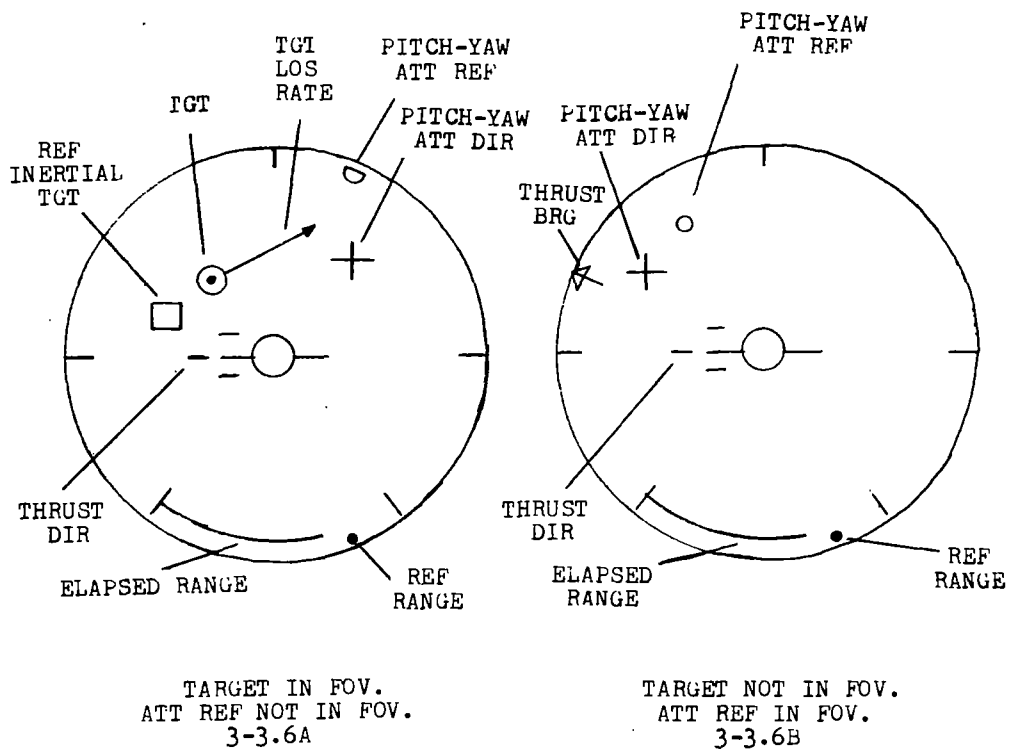 TGT
LOS
RATE
PITCH-YAW
ATT REF
TGT
PITCH-YAW
ATT DIR
REF
INERTIAL
TGT
THRUST
DIR
ELAPSED RANGE
REF
RANGE
TARGET IN FOV.
ATT REF NOT IN FOV.
3-3.6A
PITCH-YAW
ATT REF
PITCH-YAW
ATT DIR
THRUST
BRG
THRUST
DIR
ELAPSED
RANGE
REF
RANGE
TARGET NOT IN FOV.
ATT REF IN FOV.
3-3.6B